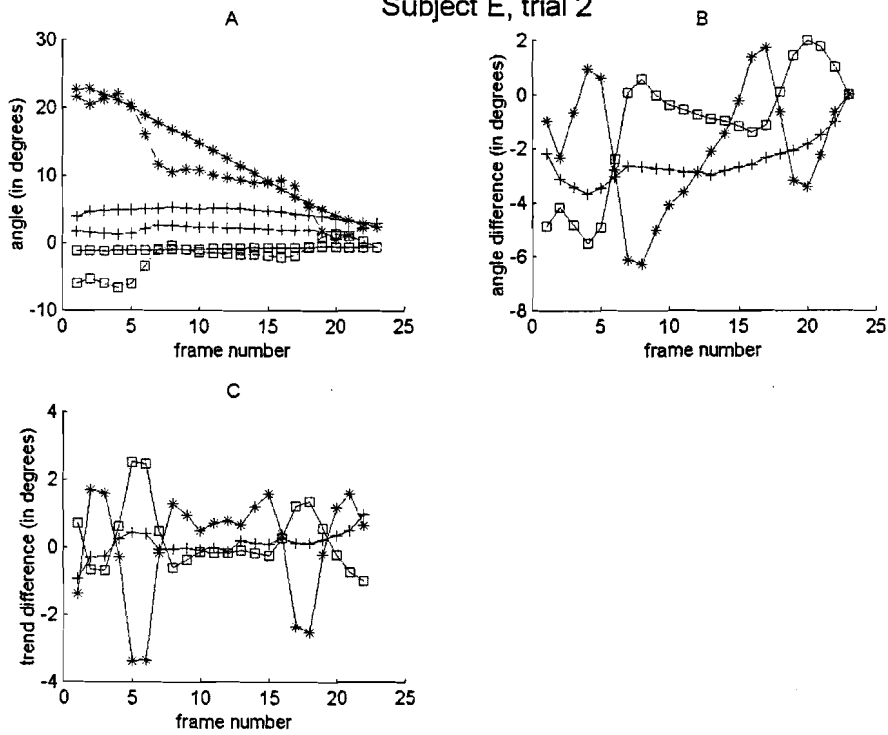 Subject E, trial 2
A
30
20
10
0
-10
angle (in degrees)
0 5 10 15 20 25
frame number
B
2
0
-2
-4
-6
-8
angle difference (in degrees)
0 5 10 15 20 25
frame number
C
4
2
0
-2
-4
trend difference (in degrees)
0 5 10 15 20 25
frame number